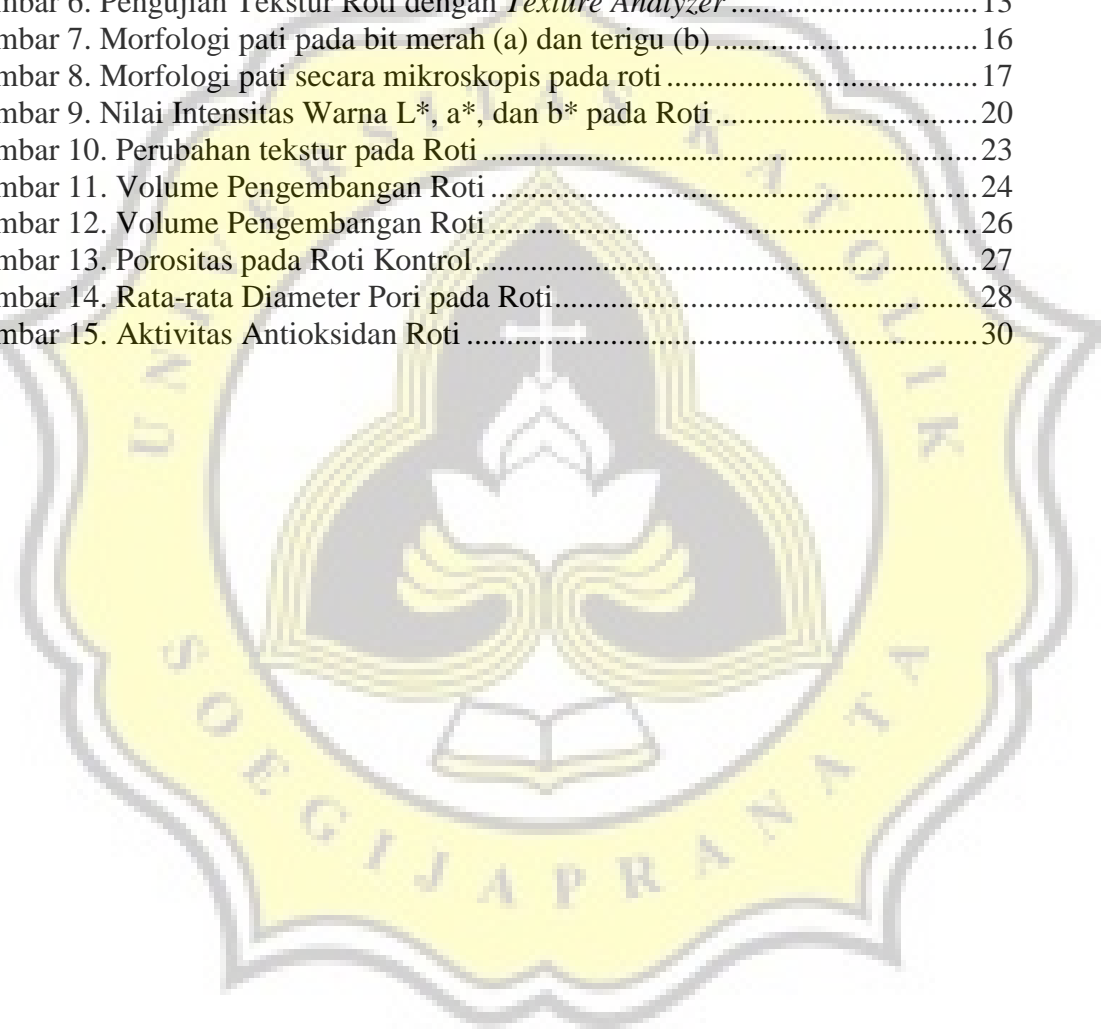 mbar 6. Pengujian Tekstur Roti dengan Texture Analyzer ............................... 13
mbar 7. Morfologi pati pada bit merah (a) dan terigu (b) ................................. 16
mbar 8. Morfologi pati secara mikroskopis pada roti ....................................... 17
mbar 9. Nilai Intensitas Warna L*, a*, dan b* pada Roti ................................. 20
mbar 10. Perubahan tekstur pada Roti .............................................................. 23
mbar 11. Volume Pengembangan Roti ............................................................. 24
mbar 12. Volume Pengembangan Roti ............................................................. 26
mbar 13. Porositas pada Roti Kontrol ............................................................... 27
mbar 14. Rata-rata Diameter Pori pada Roti ..................................................... 28
mbar 15. Aktivitas Antioksidan Roti ................................................................ 30
UNIVERSITAS KATOLIK
SOEGIJAPRANATA